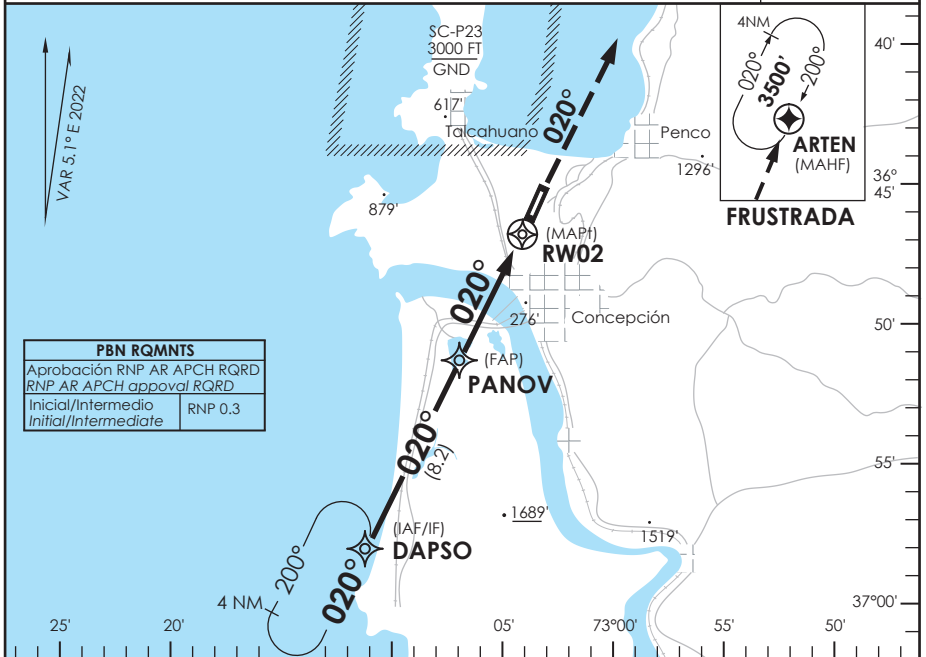 SC-P23
3000 FT
GND
617'
Talcahuano
020°
Penco
1296'
879'
VAR 5.1° E 2022
4NM
020°
3500'
200°
ARTEN
(MAHF)
FRUSTRADA
40'
36°
45'
(MAPt)
RW02
020°
276'
Concepción
50'
PBN RQMNTS
Aprobación RNP AR APCH RQRD
RNP AR APCH appoval RQRD
Inicial/Intermedio
Initial/Intermediate
RNP 0.3
(FAP)
PANOV
020°
(8.2)
55'
1689'
1519'
(IAF/IF)
DAPSO
200°
020°
4 NM
37°00'
25'
20'
05'
73°00'
55'
50'